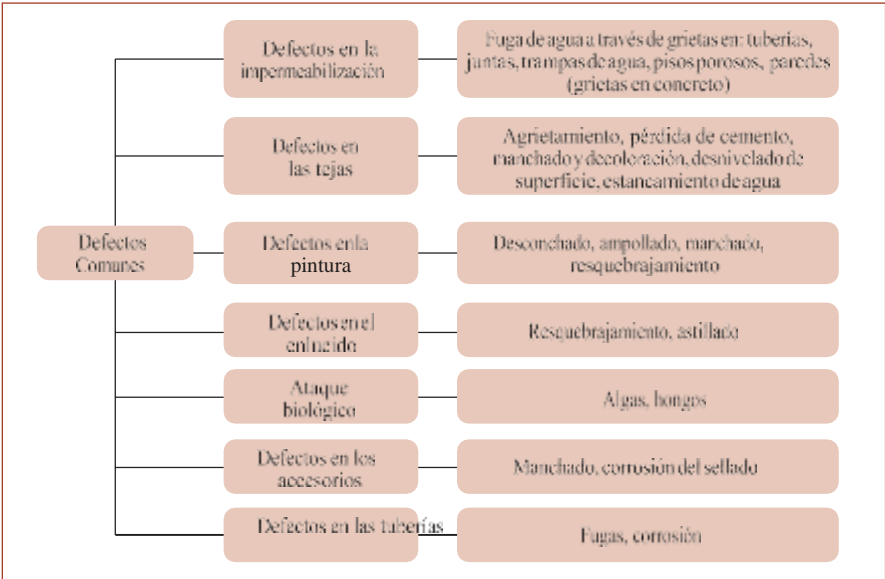 Defectos
Comunes
Defectos en la
impermeabilización
Fuga de agua a través de grietas en: tuberías,
juntas, trampas de agua, pisos porosos, paredes
(grietas en concreto)
Defectos en
las tejas
Agrietamiento, pérdida de cemento,
manchado y decoloración, desnivelado de
superficie, estancamiento de agua
Defectos en la
pintura
Desconchado, ampollado, manchado,
resquebrajamiento
Defectos en el
enlucido
Resquebrajamiento, astillado
Ataque
biológico
Algas, hongos
Defectos en los
accesorios
Manchado, corrosión del sellado
Defectos en las tuberías
Fugas, corrosión